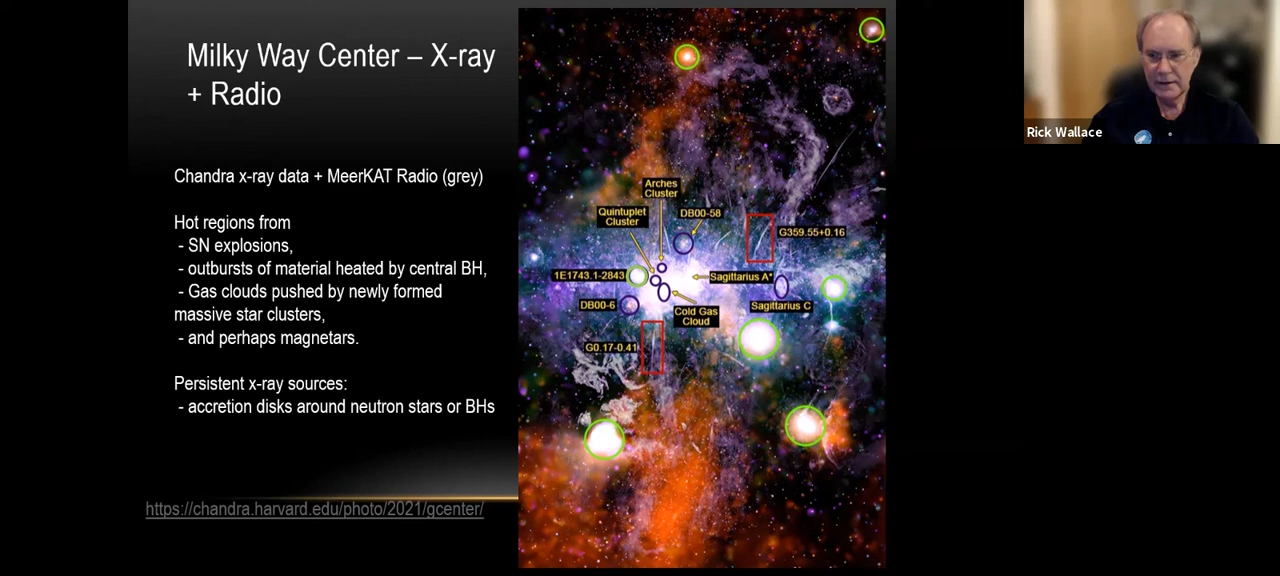 Milky Way Center – X-ray
+ Radio
Chandra x-ray data + MeerKAT Radio (grey)
Hot regions from
- SN explosions,
- outbursts of material heated by central BH,
- Gas clouds pushed by newly formed
massive star clusters,
- and perhaps magnetars.
Persistent x-ray sources:
- accretion disks around neutron stars or BHs
https://chandra.harvard.edu/photo/2021/gcenter/
Arches
Cluster
Quintuplet
Cluster
DB00-58
G359.55+0.16
1E1743.1-2843
Sagittarius A*
DB00-6
Cold Gas
Cloud
Sagittarius C
G0.17-0.41
Rick Wallace